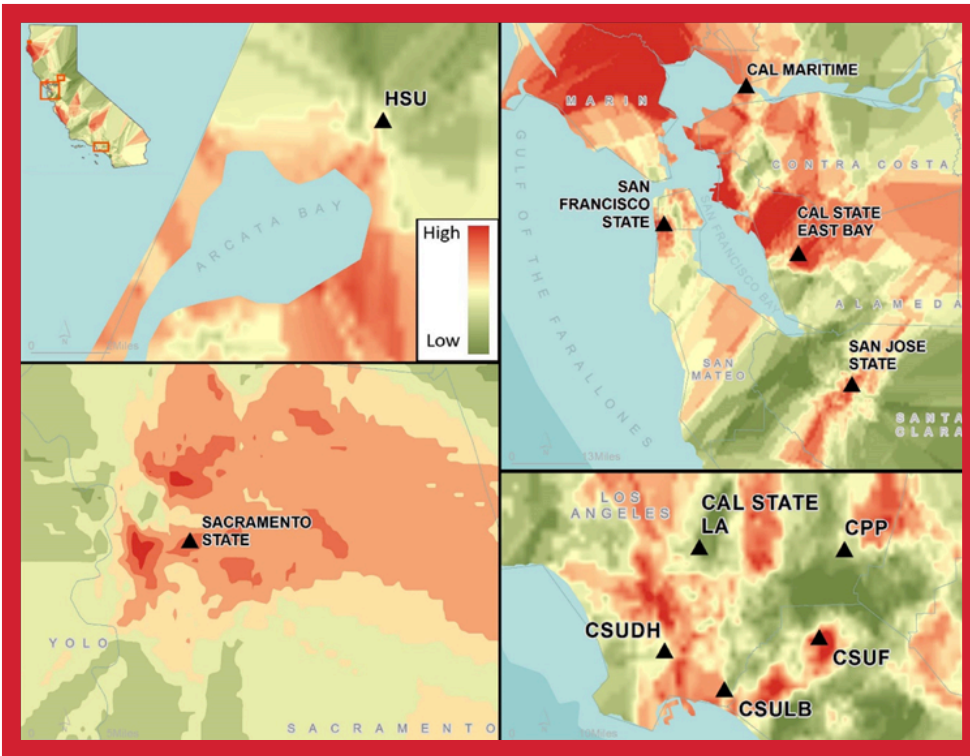 HSU
ARCATA BAY
High
Low
CAL MARITIME
MARIN
CONTRA COSTA
SAN
FRANCISCO
STATE
CAL STATE
EAST BAY
SAN FRANCISCO BAY
GULF OF THE FARALLONES
ALAMEDA
SAN JOSE
STATE
SAN
MATEO
SANTA
CLARA
13Miles
SACRAMENTO
STATE
YOLO
SACRAMENTO
LOS
ANGELES
CAL STATE
LA
CPP
CSUDH
CSUF
CSULB